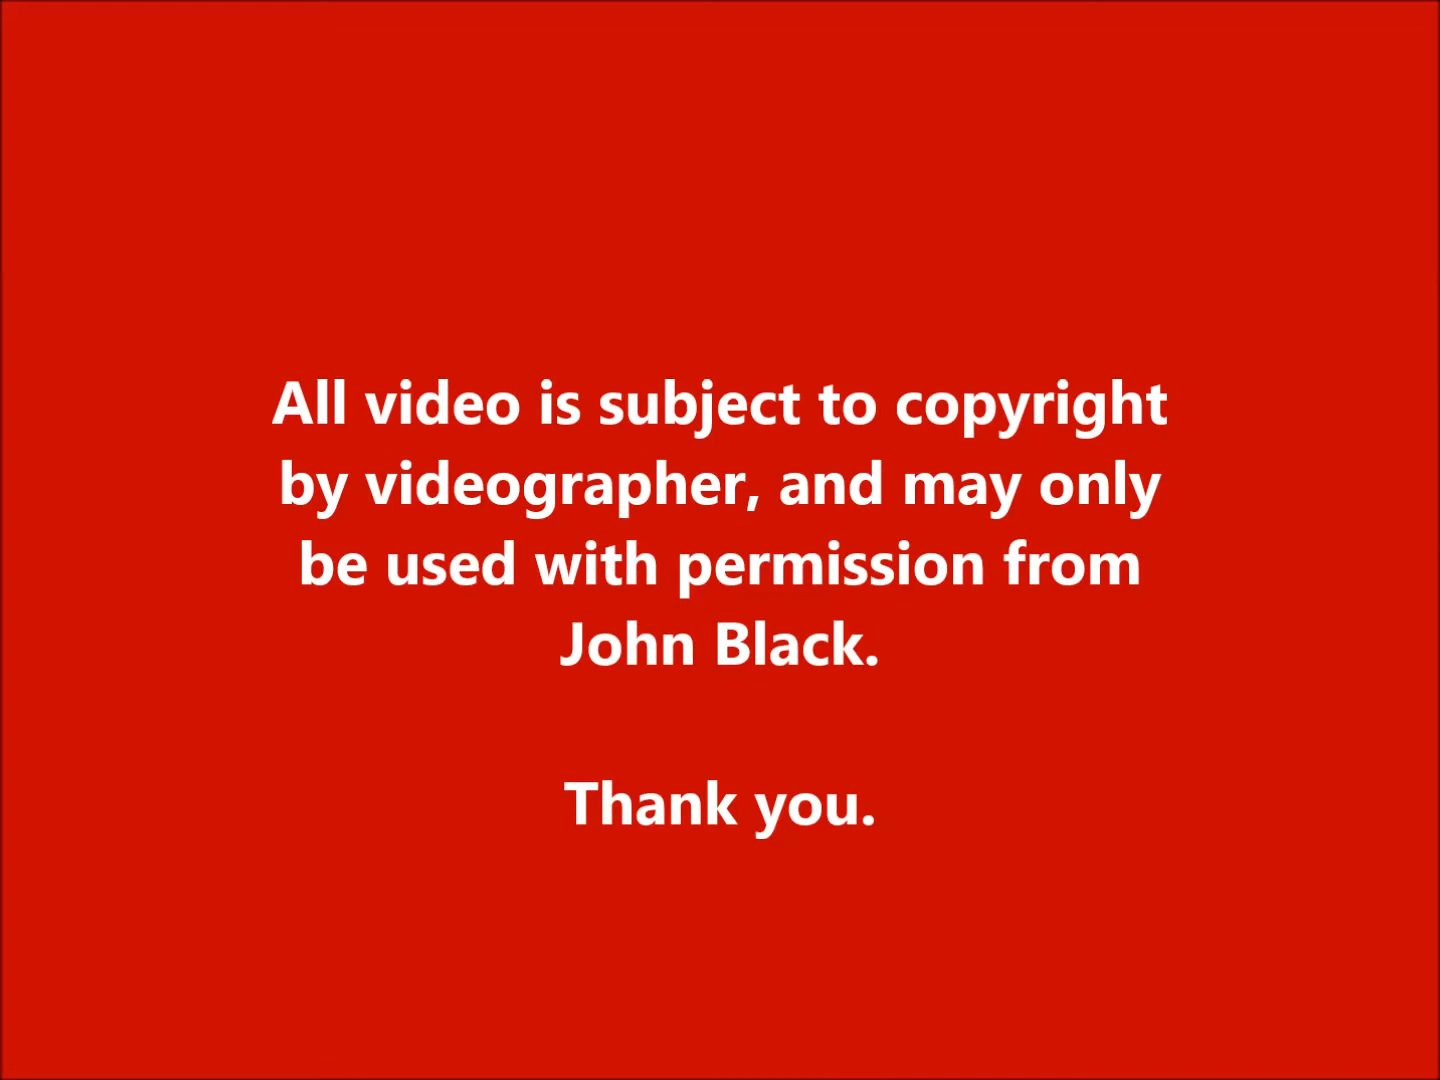 All video is subject to copyright
by videographer, and may only
be used with permission from
John Black.
Thank you.